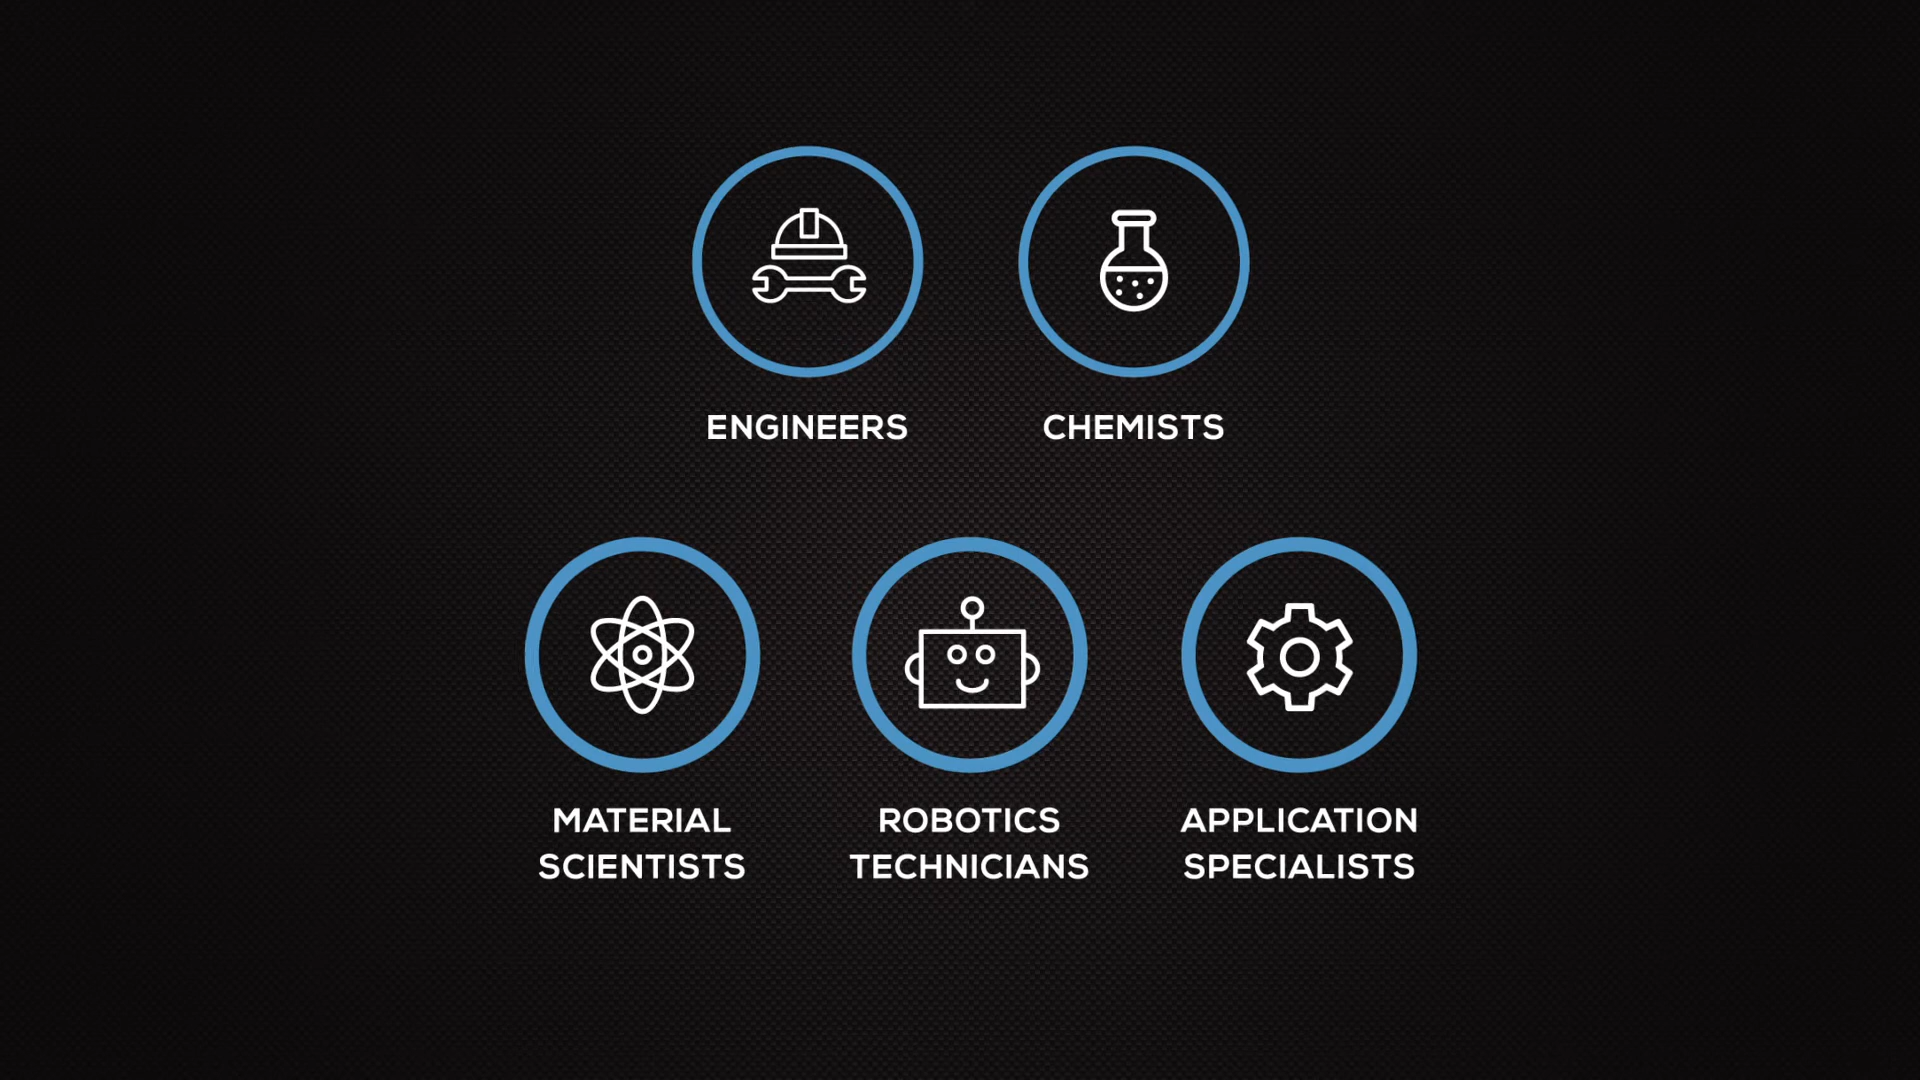 ENGINEERS
CHEMISTS
MATERIAL
SCIENTISTS
ROBOTICS
TECHNICIANS
APPLICATION
SPECIALISTS